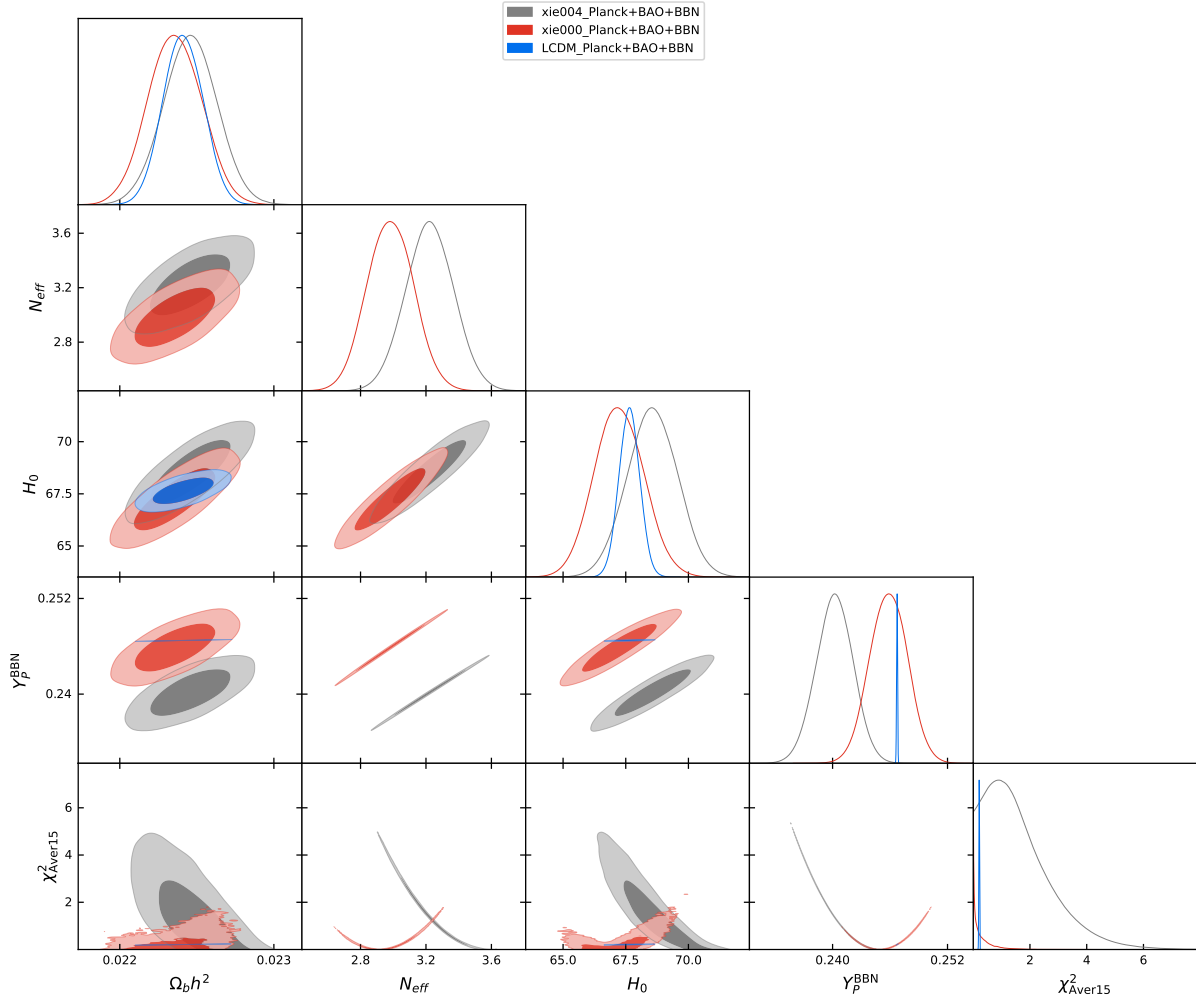 xie004_Planck+BAO+BBN
xie000_Planck+BAO+BBN
LCDM_Planck+BAO+BBN
3.6
3.2
2.8
N_eff
70
67.5
65
H_0
0.252
0.24
Y_P^BBN
6
4
2
χ²_Aver15
0.022 0.023
2.8 3.2 3.6
65.0 67.5 70.0
0.240 0.252
2 4 6
Ω_b h² N_eff H_0 Y_P^BBN χ²_Aver15